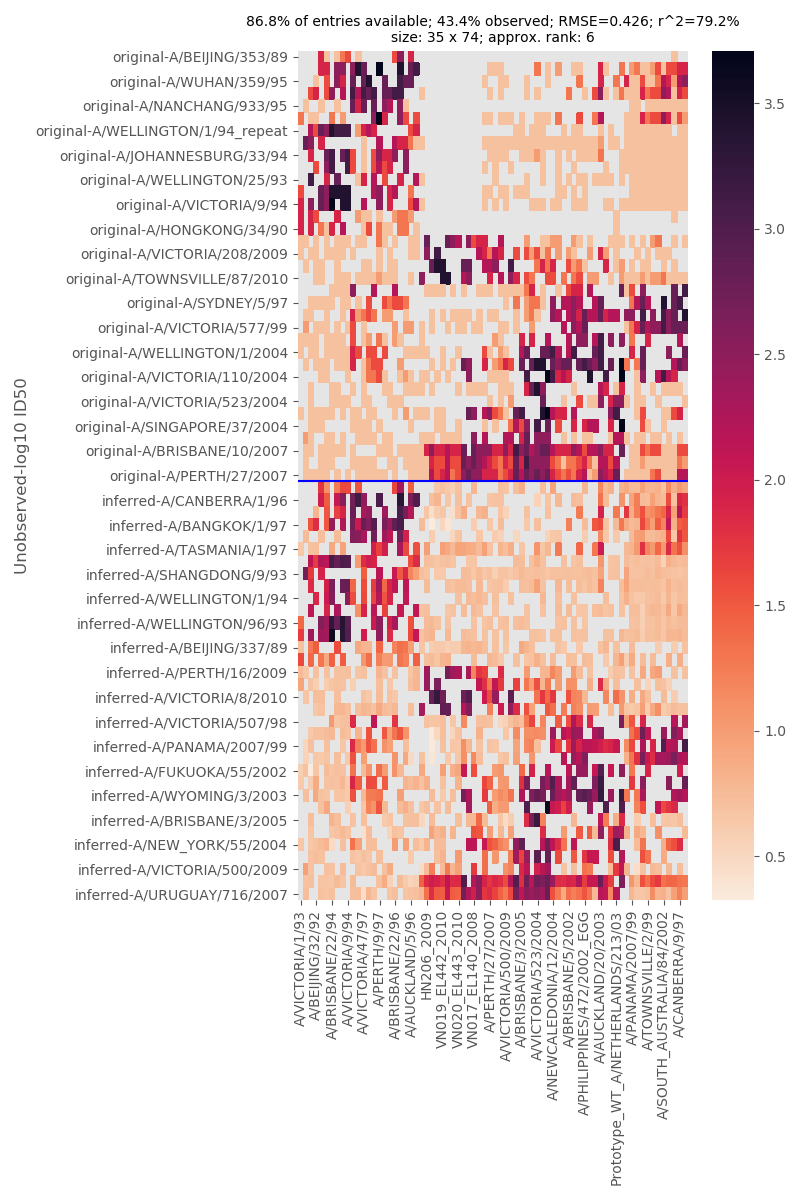 86.8% of entries available; 43.4% observed; RMSE=0.426; r^2=79.2%
size: 35 x 74; approx. rank: 6
original-A/BEIJING/353/89
original-A/WUHAN/359/95
original-A/NANCHANG/933/95
original-A/WELLINGTON/1/94_repeat
original-A/JOHANNESBURG/33/94
original-A/WELLINGTON/25/93
original-A/VICTORIA/9/94
original-A/HONGKONG/34/90
original-A/VICTORIA/208/2009
original-A/TOWNSVILLE/87/2010
original-A/SYDNEY/5/97
original-A/VICTORIA/577/99
original-A/WELLINGTON/1/2004
original-A/VICTORIA/110/2004
original-A/VICTORIA/523/2004
original-A/SINGAPORE/37/2004
original-A/BRISBANE/10/2007
original-A/PERTH/27/2007
inferred-A/CANBERRA/1/96
inferred-A/BANGKOK/1/97
inferred-A/TASMANIA/1/97
inferred-A/SHANGDONG/9/93
inferred-A/WELLINGTON/1/94
inferred-A/WELLINGTON/96/93
inferred-A/BEIJING/337/89
inferred-A/PERTH/16/2009
inferred-A/VICTORIA/8/2010
inferred-A/VICTORIA/507/98
inferred-A/PANAMA/2007/99
inferred-A/FUKUOKA/55/2002
inferred-A/WYOMING/3/2003
inferred-A/BRISBANE/3/2005
inferred-A/NEW_YORK/55/2004
inferred-A/VICTORIA/500/2009
inferred-A/URUGUAY/716/2007
Unobserved-log10 ID50
A/VICTORIA/1/93
A/BEIJING/32/92
A/BRISBANE/22/94
A/VICTORIA/9/94
A/VICTORIA/47/97
A/PERTH/9/97
A/BRISBANE/22/96
A/AUCKLAND/5/96
HN206_2009
VN019_EL442_2010
VN020_EL443_2010
VN017_EL140_2008
A/PERTH/27/2007
A/VICTORIA/500/2009
A/BRISBANE/3/2005
A/VICTORIA/523/2004
A/NEWCALEDONIA/12/2004
A/BRISBANE/5/2002
A/PHILIPPINES/472/2002_EGG
A/AUCKLAND/20/2003
Prototype_WT_A/NETHERLANDS/213/03
A/PANAMA/2007/99
A/TOWNSVILLE/2/99
A/SOUTH_AUSTRALIA/84/2002
A/CANBERRA/9/97
3.5
3.0
2.5
2.0
1.5
1.0
0.5